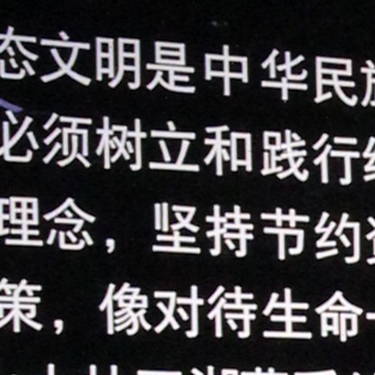 态文明是中华民族
必须树立和践行
理念，坚持节约
策，像对待生命